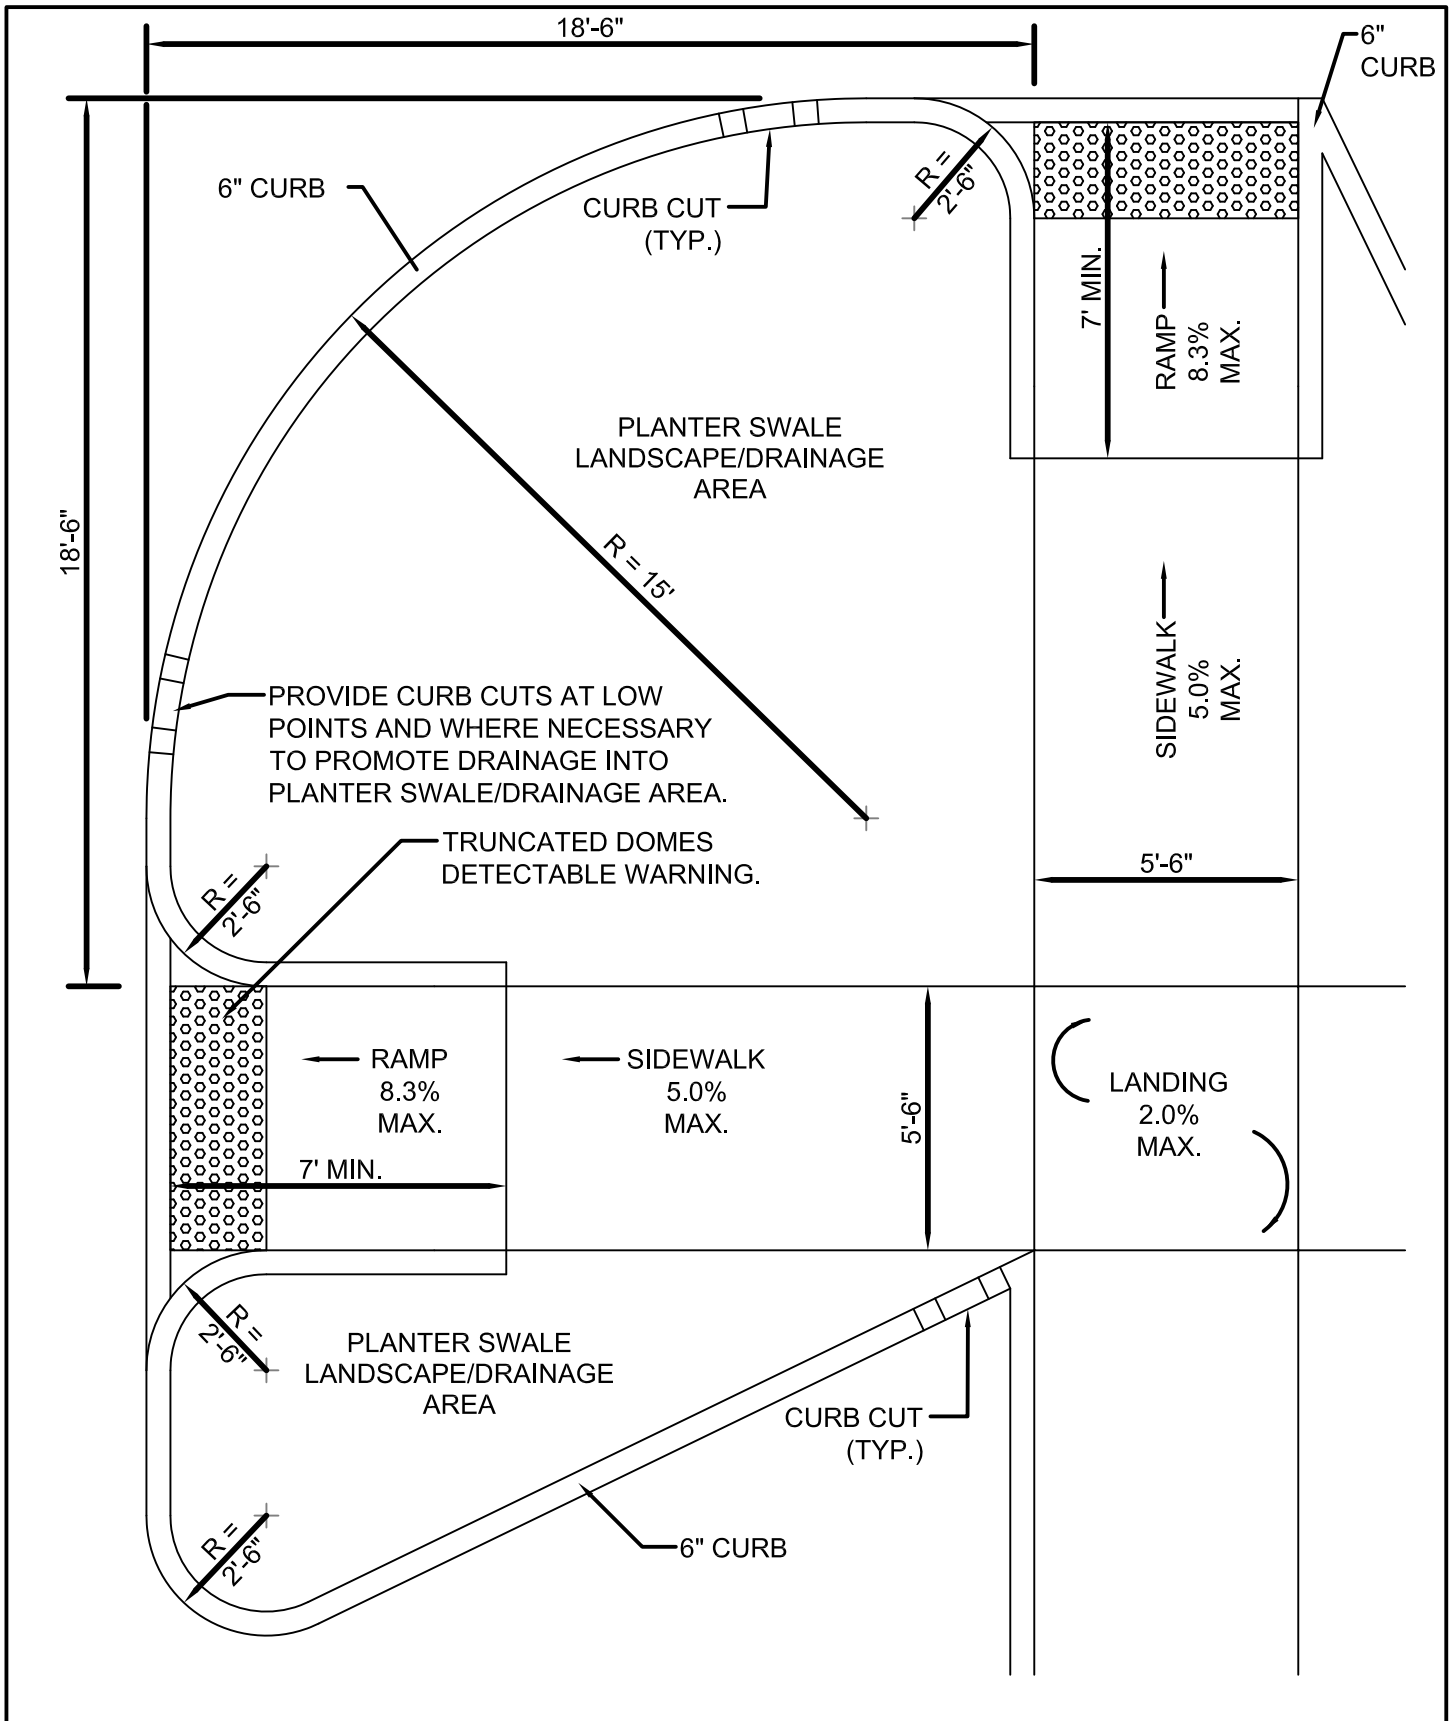 18'-6"
6"
CURB
6" CURB
CURB CUT
(TYP.)
R =
2'-6"
7' MIN.
RAMP
8.3%
MAX.
PLANTER SWALE
LANDSCAPE/DRAINAGE
AREA
18'-6"
R = 15'
SIDEWALK
5.0%
MAX.
PROVIDE CURB CUTS AT LOW
POINTS AND WHERE NECESSARY
TO PROMOTE DRAINAGE INTO
PLANTER SWALE/DRAINAGE AREA.
TRUNCATED DOMES
DETECTABLE WARNING.
5'-6"
R =
2'-6"
RAMP
8.3%
MAX.
SIDEWALK
5.0%
MAX.
5'-6"
LANDING
2.0%
MAX.
7' MIN.
R =
2'-6"
PLANTER SWALE
LANDSCAPE/DRAINAGE
AREA
CURB CUT
(TYP.)
R =
2'-6"
6" CURB